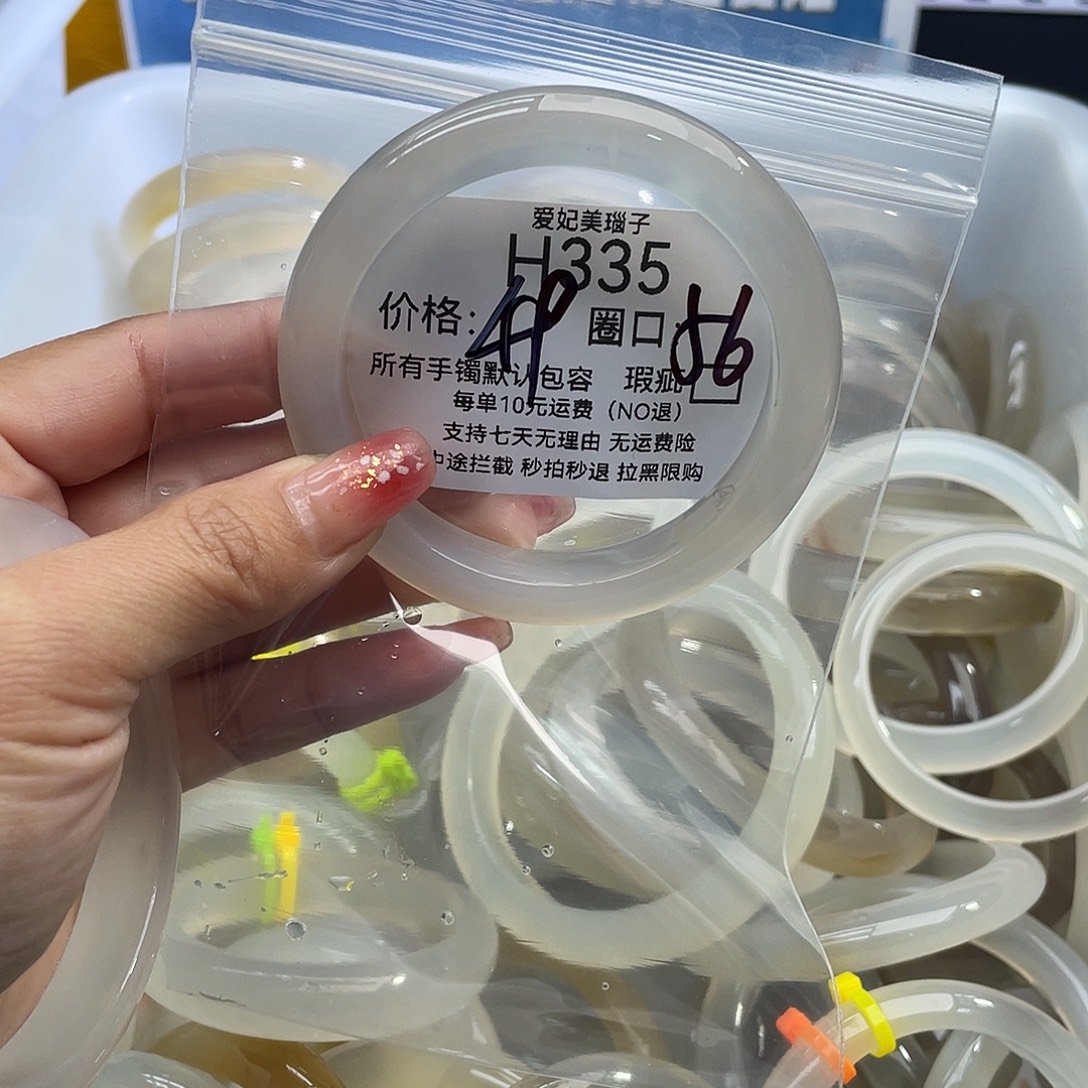 爱妃美瑙子
H335
价格: 49 圈口 56
所有手镯默认包容 瑕疵
每单10元运费（NO退）
支持七天无理由 无运费险
中途拦截 秒拍秒退 拉黑限购